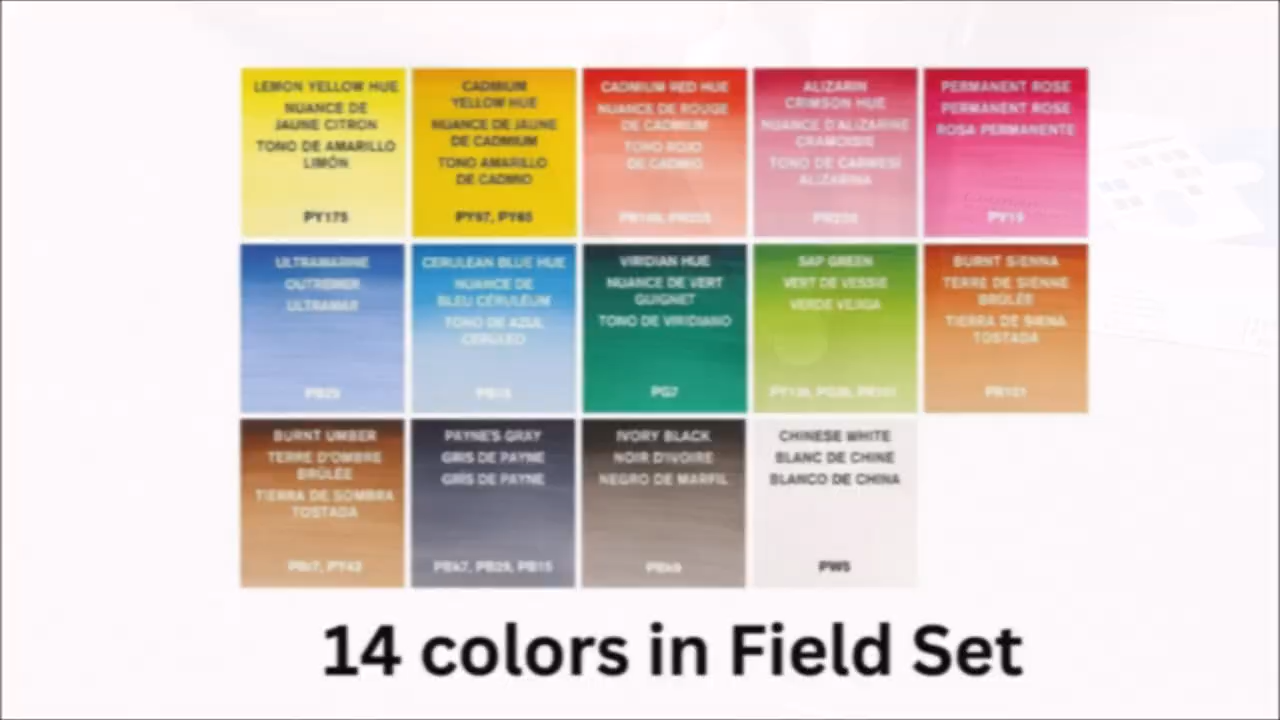 LEMON YELLOW HUE
NUANCE DE
JAUNE CITRON
TONO DE AMARILLO
LIMÓN
PY175
CADMIUM
YELLOW HUE
NUANCE DE JAUNE
DE CADMIUM
TONO AMARILLO
DE CADMIO
PY97, PY65
CADMIUM RED HUE
NUANCE DE ROUGE
DE CADMIUM
TONO ROJO
DE CADMIO
ALIZARIN
CRIMSON HUE
NUANCE D'ALIZARINE
CRAMOISIE
TONO DE CARMESÍ
ALIZARINA
PERMANENT ROSE
PERMANENT ROSE
ROSA PERMANENTE
PV19
ULTRAMARINE
OUTREMER
ULTRAMAR
PB29
CERULEAN BLUE HUE
NUANCE DE
BLEU CÉRULÉUM
TONO DE AZUL
CERÚLEO
PB15
VIRIDIAN HUE
NUANCE DE VERT
GUIGNET
TONO DE VIRIDIANO
PG7
SAP GREEN
VERT DE VESSIE
VERDE VEJIGA
BURNT SIENNA
TERRE DE SIENNE
BRÛLÉE
TIERRA DE SIENA
TOSTADA
PR101
BURNT UMBER
TERRE D'OMBRE
BRÛLÉE
TIERRA DE SOMBRA
TOSTADA
PBr7, PY42
PAYNE'S GRAY
GRIS DE PAYNE
GRIS DE PAYNE
PBk7, PB29, PB15
IVORY BLACK
NOIR D'IVOIRE
NEGRO DE MARFIL
PBk9
CHINESE WHITE
BLANC DE CHINE
BLANCO DE CHINA
14 colors in Field Set